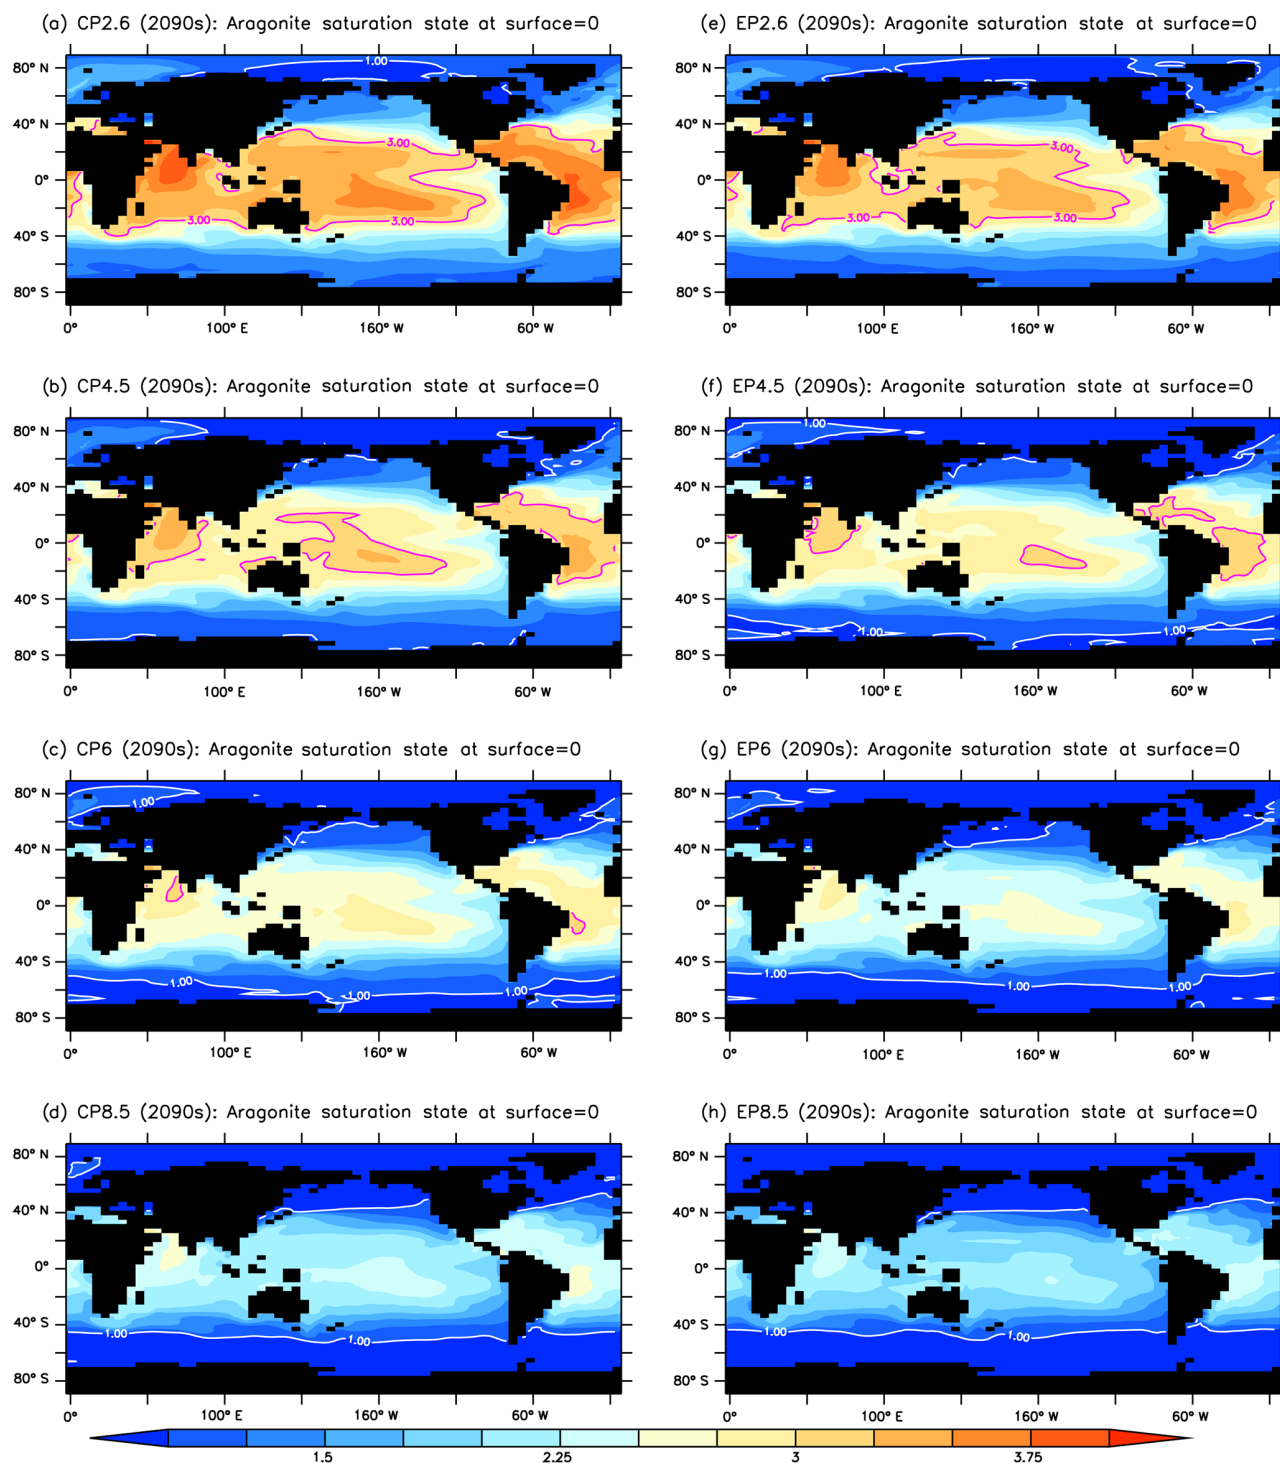 (a) CP2.6 (2090s): Aragonite saturation state at surface=0
1.00
80° N
40° N
3.00
0°
3.00
3.00
40° S
80° S
0°
100° E
160° W
60° W
(e) EP2.6 (2090s): Aragonite saturation state at surface=0
80° N
40° N
3.00
0°
3.00
3.00
40° S
80° S
0°
100° E
160° W
60° W
(b) CP4.5 (2090s): Aragonite saturation state at surface=0
80° N
40° N
0°
40° S
80° S
0°
100° E
160° W
60° W
(f) EP4.5 (2090s): Aragonite saturation state at surface=0
1.00
80° N
40° N
0°
40° S
1.00
1.00
80° S
0°
100° E
160° W
60° W
(c) CP6 (2090s): Aragonite saturation state at surface=0
80° N
1.00
40° N
0°
40° S
1.00
1.00
1.00
80° S
0°
100° E
160° W
60° W
(g) EP6 (2090s): Aragonite saturation state at surface=0
80° N
40° N
0°
40° S
1.00
1.00
1.00
80° S
0°
100° E
160° W
60° W
(d) CP8.5 (2090s): Aragonite saturation state at surface=0
80° N
40° N
0°
40° S
1.00
1.00
80° S
0°
100° E
160° W
60° W
(h) EP8.5 (2090s): Aragonite saturation state at surface=0
80° N
40° N
0°
40° S
1.00
1.00
80° S
0°
100° E
160° W
60° W
1.5
2.25
3
3.75